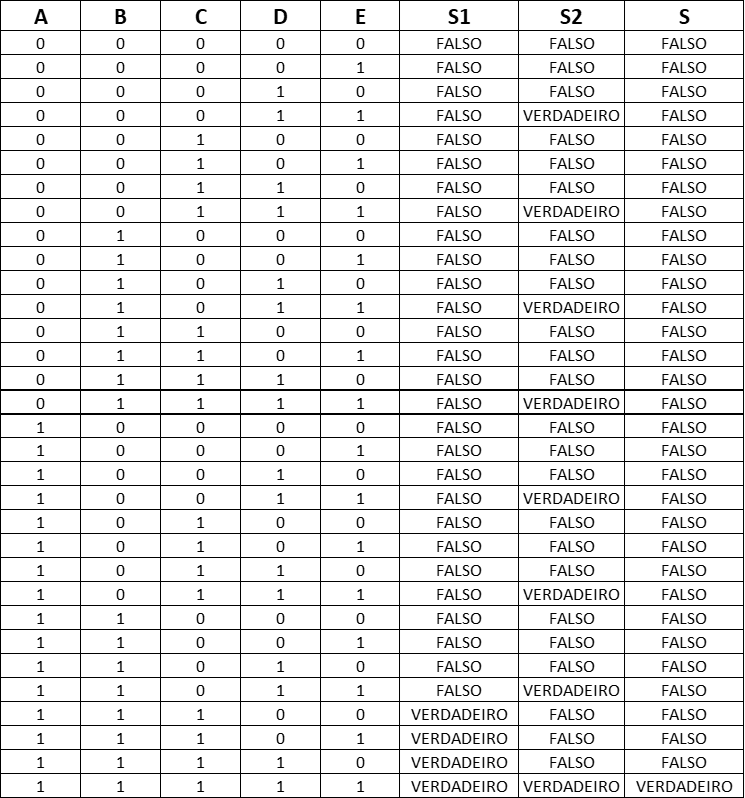 A B C D E S1 S2 S
0 0 0 0 0 FALSO FALSO FALSO
0 0 0 0 1 FALSO FALSO FALSO
0 0 0 1 0 FALSO FALSO FALSO
0 0 0 1 1 FALSO VERDADEIRO FALSO
0 0 1 0 0 FALSO FALSO FALSO
0 0 1 0 1 FALSO FALSO FALSO
0 0 1 1 0 FALSO FALSO FALSO
0 0 1 1 1 FALSO VERDADEIRO FALSO
0 1 0 0 0 FALSO FALSO FALSO
0 1 0 0 1 FALSO FALSO FALSO
0 1 0 1 0 FALSO FALSO FALSO
0 1 0 1 1 FALSO VERDADEIRO FALSO
0 1 1 0 0 FALSO FALSO FALSO
0 1 1 0 1 FALSO FALSO FALSO
0 1 1 1 0 FALSO FALSO FALSO
0 1 1 1 1 FALSO VERDADEIRO FALSO
1 0 0 0 0 FALSO FALSO FALSO
1 0 0 0 1 FALSO FALSO FALSO
1 0 0 1 0 FALSO FALSO FALSO
1 0 0 1 1 FALSO VERDADEIRO FALSO
1 0 1 0 0 FALSO FALSO FALSO
1 0 1 0 1 FALSO FALSO FALSO
1 0 1 1 0 FALSO FALSO FALSO
1 0 1 1 1 FALSO VERDADEIRO FALSO
1 1 0 0 0 FALSO FALSO FALSO
1 1 0 0 1 FALSO FALSO FALSO
1 1 0 1 0 FALSO FALSO FALSO
1 1 0 1 1 FALSO VERDADEIRO FALSO
1 1 1 0 0 VERDADEIRO FALSO FALSO
1 1 1 0 1 VERDADEIRO FALSO FALSO
1 1 1 1 0 VERDADEIRO FALSO FALSO
1 1 1 1 1 VERDADEIRO VERDADEIRO VERDADEIRO